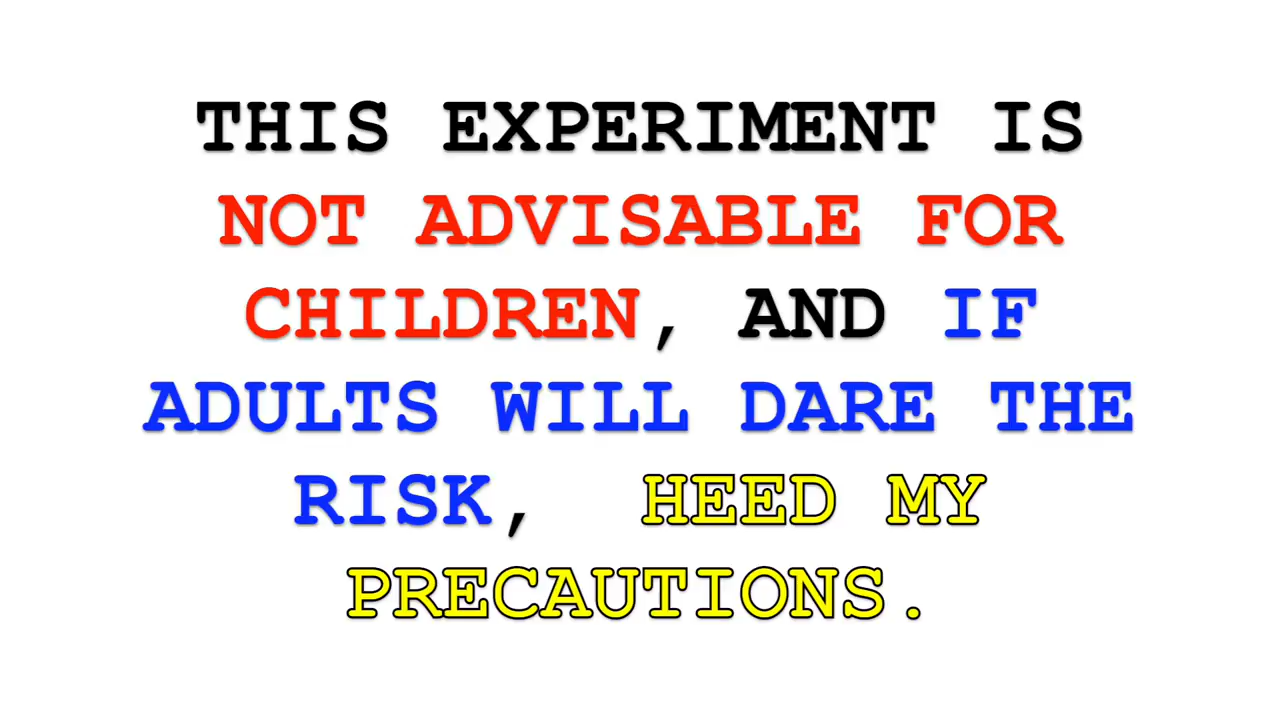 THIS EXPERIMENT IS
NOT ADVISABLE FOR
CHILDREN, AND IF
ADULTS WILL DARE THE
RISK, HEED MY
PRECAUTIONS.